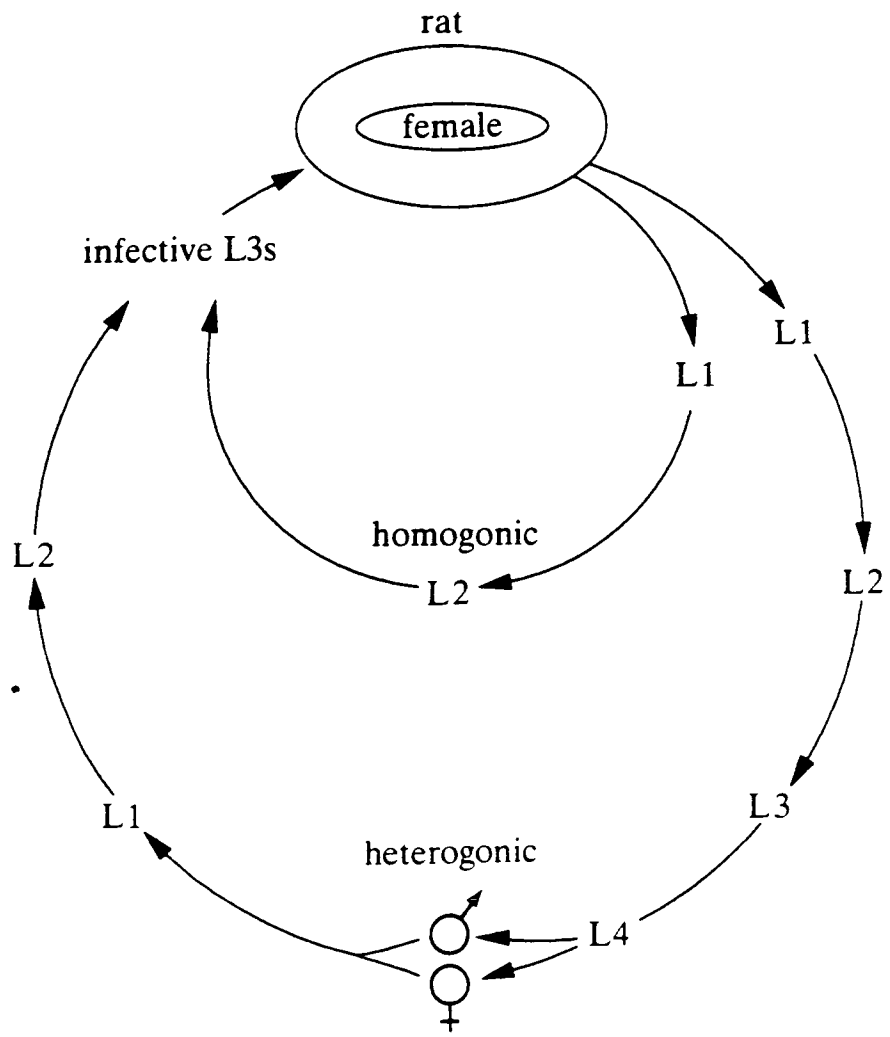 rat
female
infective L3s
L1
L1
homogonic
L2
L2
L2
L3
L1
heterogonic
L4